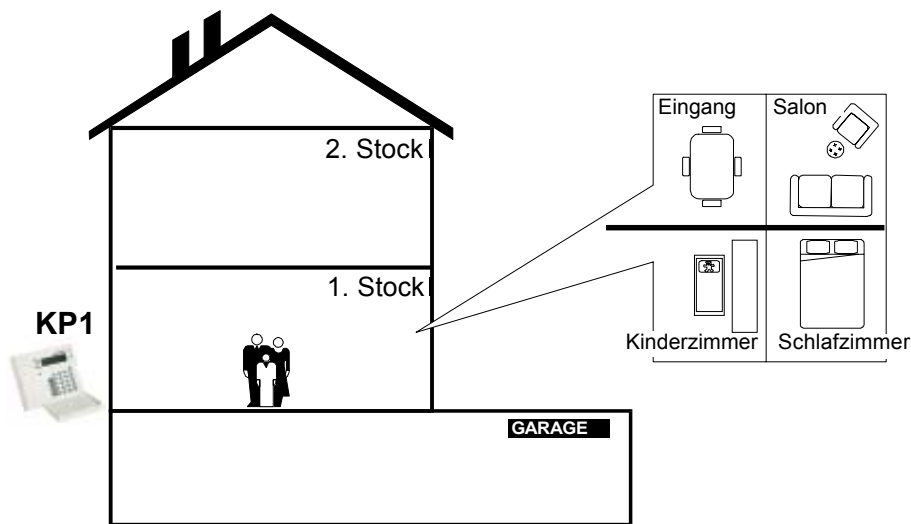 Eingang
Salon
2. Stock
1. Stock
KP1
Kinderzimmer
Schlafzimmer
GARAGE